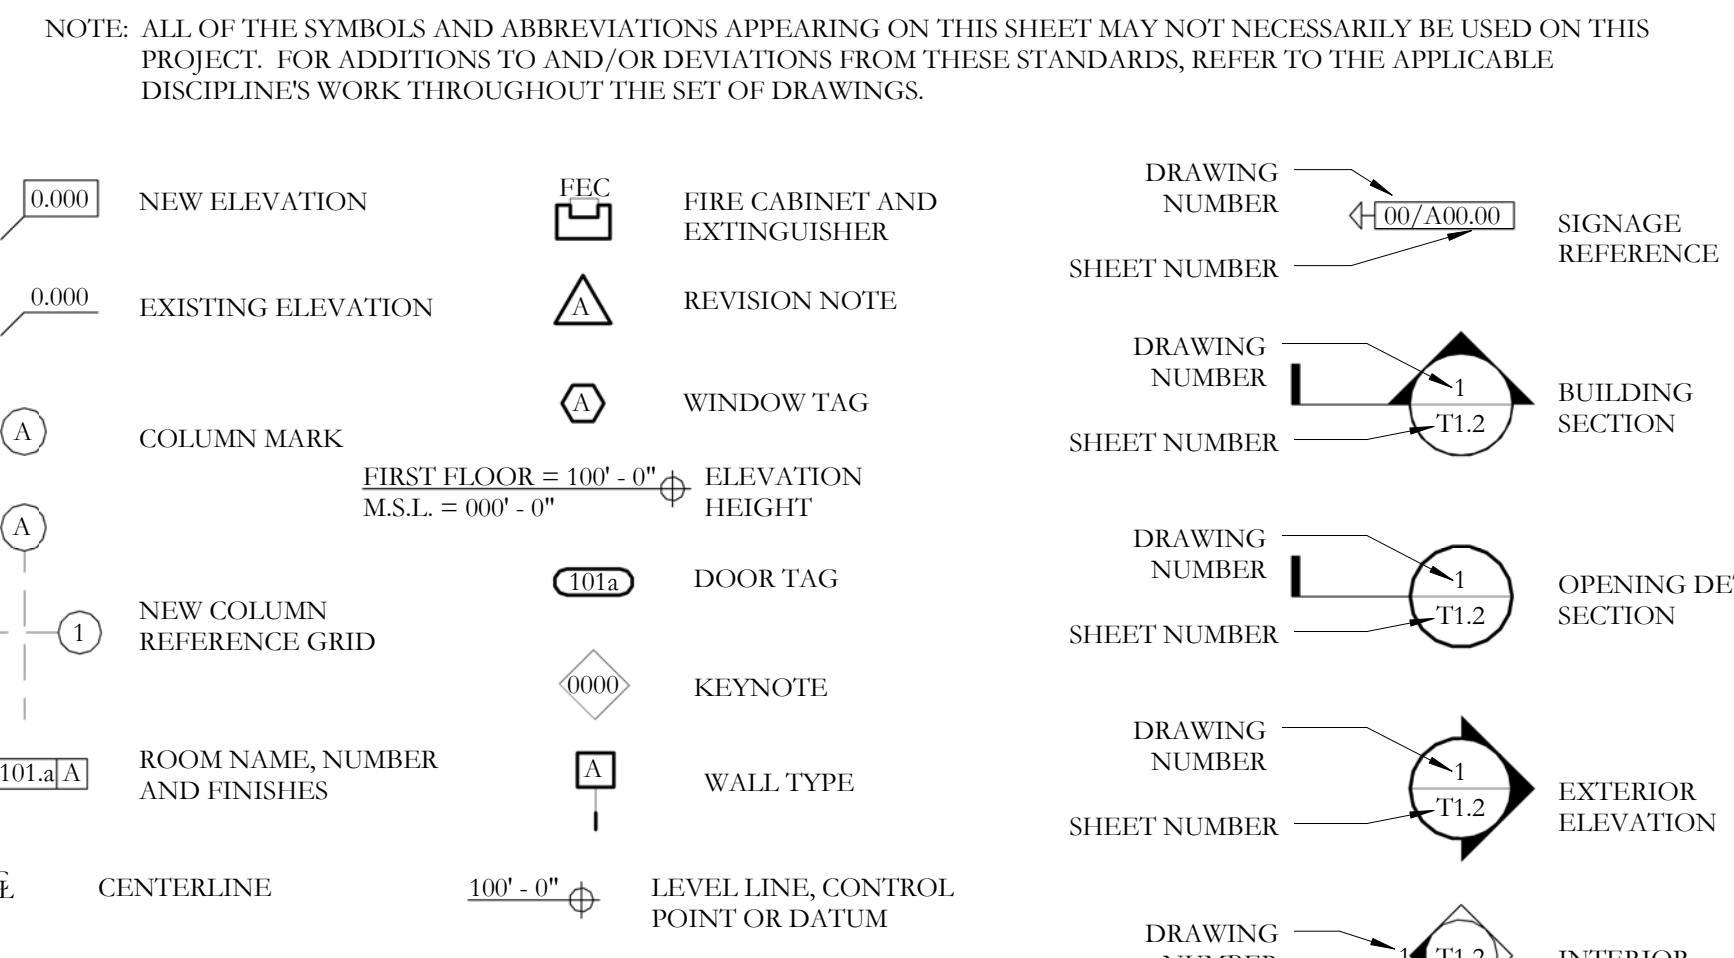 NOTE: ALL OF THE SYMBOLS AND ABBREVIATIONS APPEARING ON THIS SHEET MAY NOT NECESSARILY BE USED ON THIS
PROJECT. FOR ADDITIONS TO AND/OR DEVIATIONS FROM THESE STANDARDS, REFER TO THE APPLICABLE
DISCIPLINE'S WORK THROUGHOUT THE SET OF DRAWINGS.
0.000
NEW ELEVATION
0.000
EXISTING ELEVATION
A
COLUMN MARK
A
1
NEW COLUMN
REFERENCE GRID
101.a A
ROOM NAME, NUMBER
AND FINISHES
CENTERLINE
FEC
FIRE CABINET AND
EXTINGUISHER
A
REVISION NOTE
A
WINDOW TAG
FIRST FLOOR = 100' - 0"
M.S.L. = 000' - 0"
ELEVATION
HEIGHT
101a
DOOR TAG
0000
KEYNOTE
A
WALL TYPE
100' - 0"
LEVEL LINE, CONTROL
POINT OR DATUM
DRAWING
NUMBER
00/A00.00
SHEET NUMBER
SIGNAGE
REFERENCE
DRAWING
NUMBER
1
T1.2
SHEET NUMBER
BUILDING
SECTION
DRAWING
NUMBER
1
T1.2
SHEET NUMBER
OPENING
SECTION
DRAWING
NUMBER
1
T1.2
SHEET NUMBER
EXTERIOR
ELEVATION
DRAWING
NUMBER
1
T1.2
INTERIOR